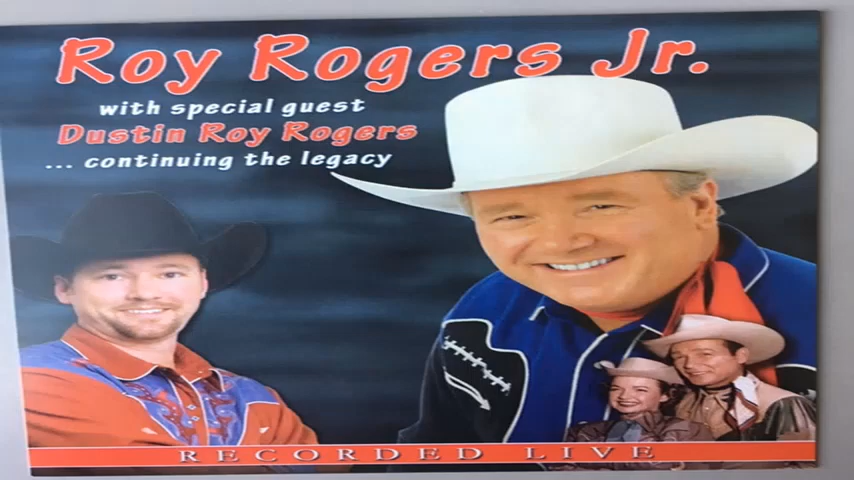 Roy Rogers Jr.
with special guest
Dustin Roy Rogers
... continuing the legacy
RECORDED LIVE